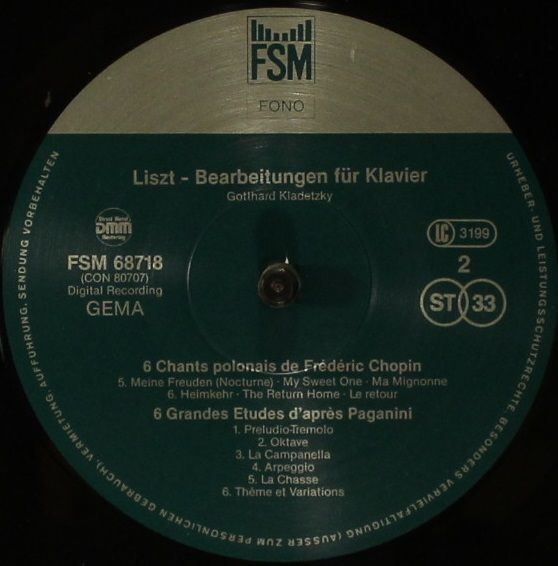 FSM
FONO
Liszt - Bearbeitungen für Klavier
Gotthard Kladetzky
Direct Metal
DMM
Mastering
LC 3199
FSM 68718
2
(CON 80707)
Digital Recording
ST 33
GEMA
6 Chants polonais de Frédéric Chopin
5. Meine Freuden (Nocturne) · My Sweet One · Ma Mignonne
6. Heimkehr · The Return Home · Le retour
6 Grandes Etudes d'après Paganini
1. Preludio-Tremolo
2. Oktave
3. La Campanella
4. Arpeggio
5. La Chasse
6. Thème et Variations
URHEBER- UND LEISTUNGSSCHUTZRECHTE BESONDERS VERVIELFÄLTIGUNG (AUSSER ZUM PERSÖNLICHEN GEBRAUCH), VERMIETUNG, AUFFÜHRUNG, SENDUNG VORBEHALTEN